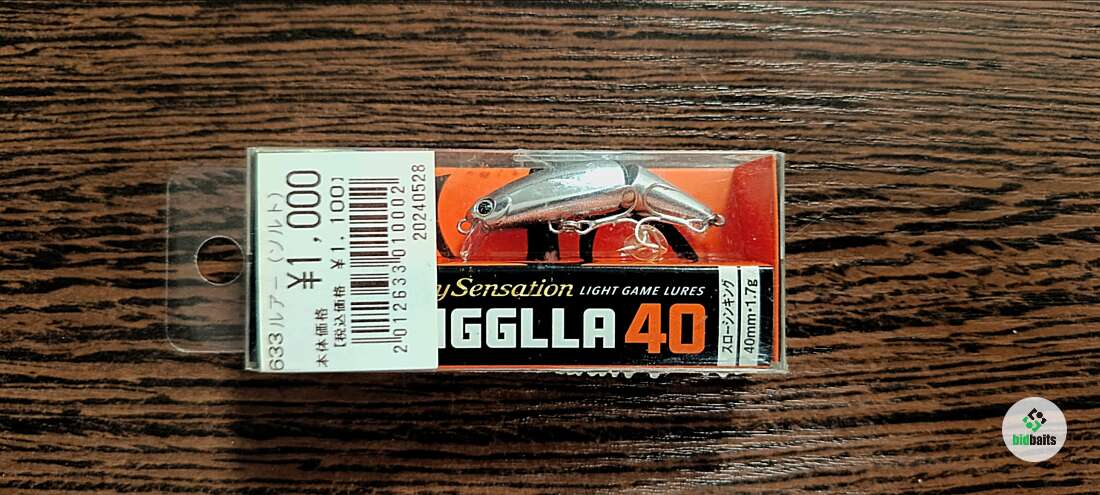 633ルアー(ソルト)
¥1,000
本体価格
[税込価格 ¥1,100]
2012633010002
20240528
ySensation LIGHT GAME LURES
IGGLLA 40
スローシンキング
40mm・1.7g
bidbaits